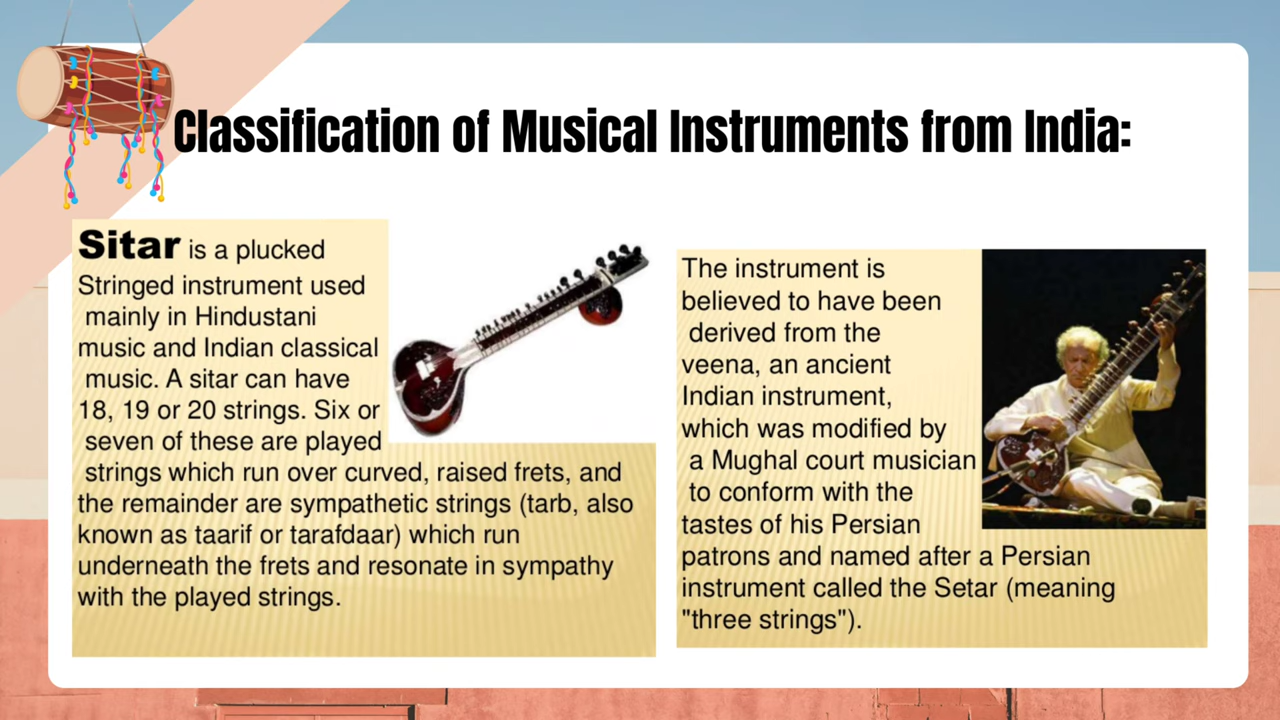 Classification of Musical Instruments from India:
Sitar is a plucked
Stringed instrument used
mainly in Hindustani
music and Indian classical
music. A sitar can have
18, 19 or 20 strings. Six or
seven of these are played
strings which run over curved, raised frets, and
the remainder are sympathetic strings (tarb, also
known as taarif or tarafdaar) which run
underneath the frets and resonate in sympathy
with the played strings.
The instrument is
believed to have been
derived from the
veena, an ancient
Indian instrument,
which was modified by
a Mughal court musician
to conform with the
tastes of his Persian
patrons and named after a Persian
instrument called the Setar (meaning
"three strings").